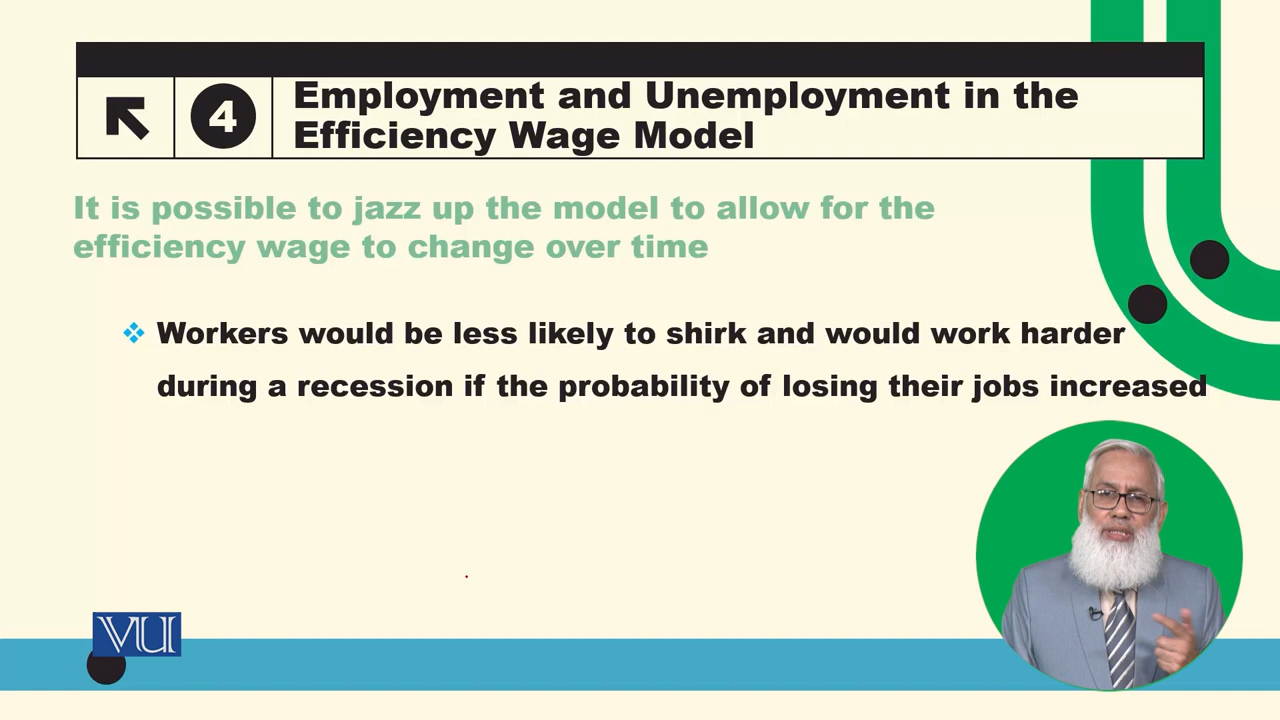 4
Employment and Unemployment in the
Efficiency Wage Model
It is possible to jazz up the model to allow for the
efficiency wage to change over time
Workers would be less likely to shirk and would work harder
during a recession if the probability of losing their jobs increased
VU